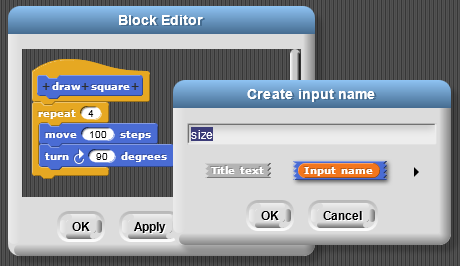 Block Editor
+ draw + square +
repeat 4
move 100 steps
turn 90 degrees
OK Apply
Create input name
size
Title text Input name
OK Cancel